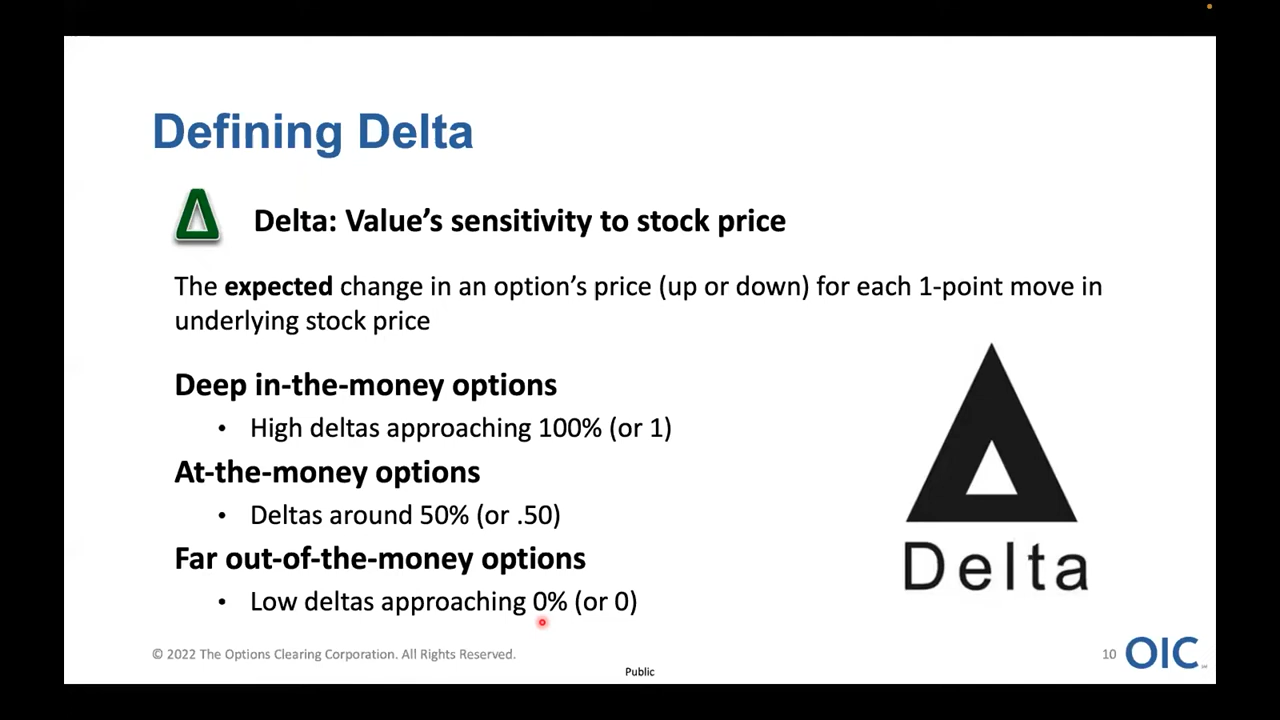 Defining Delta
Delta: Value's sensitivity to stock price
The expected change in an option's price (up or down) for each 1-point move in
underlying stock price
Deep in-the-money options
• High deltas approaching 100% (or 1)
At-the-money options
• Deltas around 50% (or .50)
Far out-of-the-money options
• Low deltas approaching 0% (or 0)
Delta
© 2022 The Options Clearing Corporation. All Rights Reserved.
10
OIC
Public